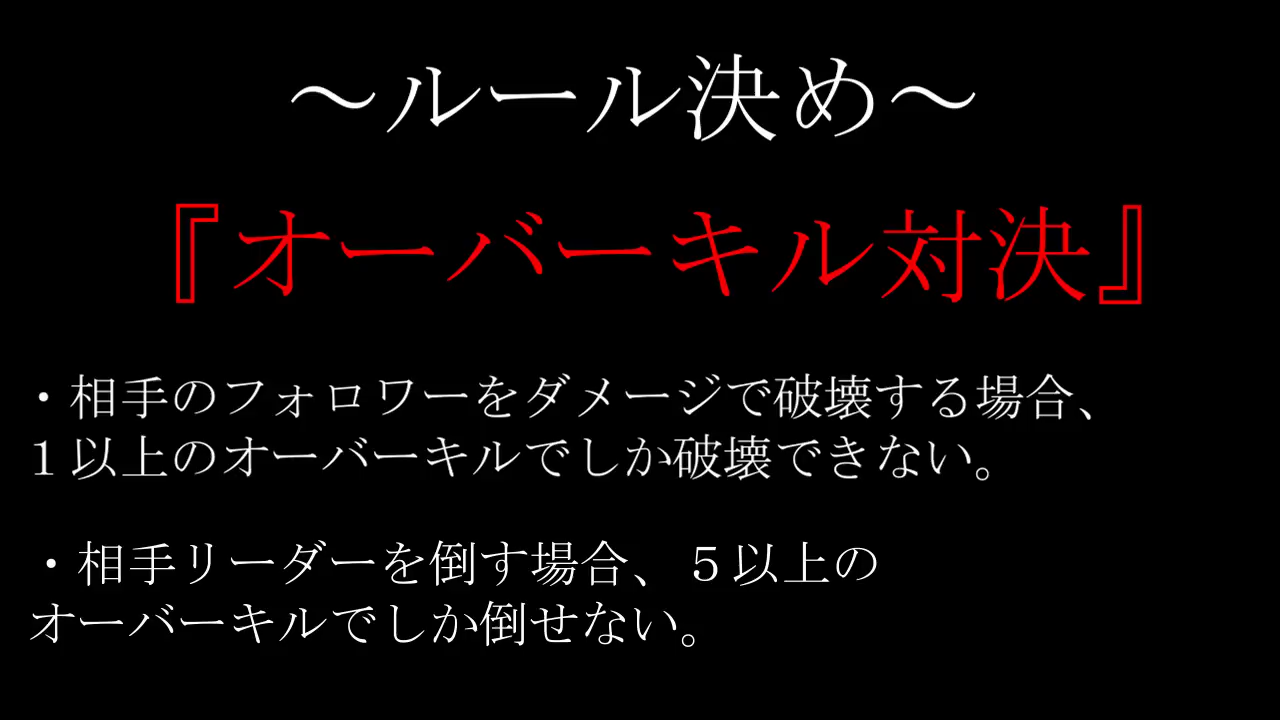 ～ルール決め～
『オーバーキル対決』
・相手のフォロワーをダメージで破壊する場合、
１以上のオーバーキルでしか破壊できない。
・相手リーダーを倒す場合、５以上の
オーバーキルでしか倒せない。